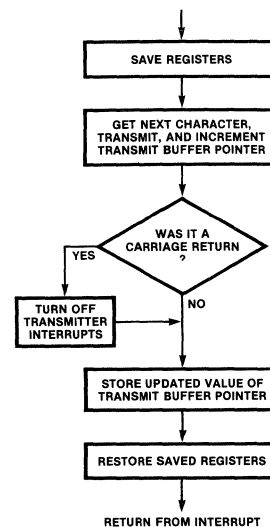 SAVE REGISTERS
GET NEXT CHARACTER,
TRANSMIT, AND INCREMENT
TRANSMIT BUFFER POINTER
WAS IT A
CARRIAGE RETURN
?
YES
NO
TURN OFF
TRANSMITTER
INTERRUPTS
STORE UPDATED VALUE OF
TRANSMIT BUFFER POINTER
RESTORE SAVED REGISTERS
RETURN FROM INTERRUPT